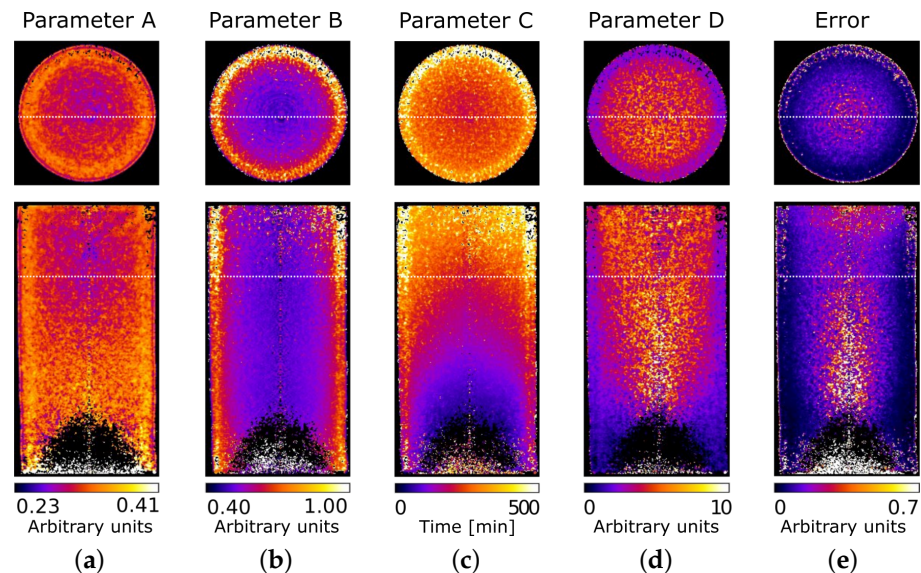 Parameter A Parameter B Parameter C Parameter D Error
0.23 0.41 0.40 1.00 0 500 0 10 0 0.7
Arbitrary units Arbitrary units Time [min] Arbitrary units Arbitrary units
(a) (b) (c) (d) (e)